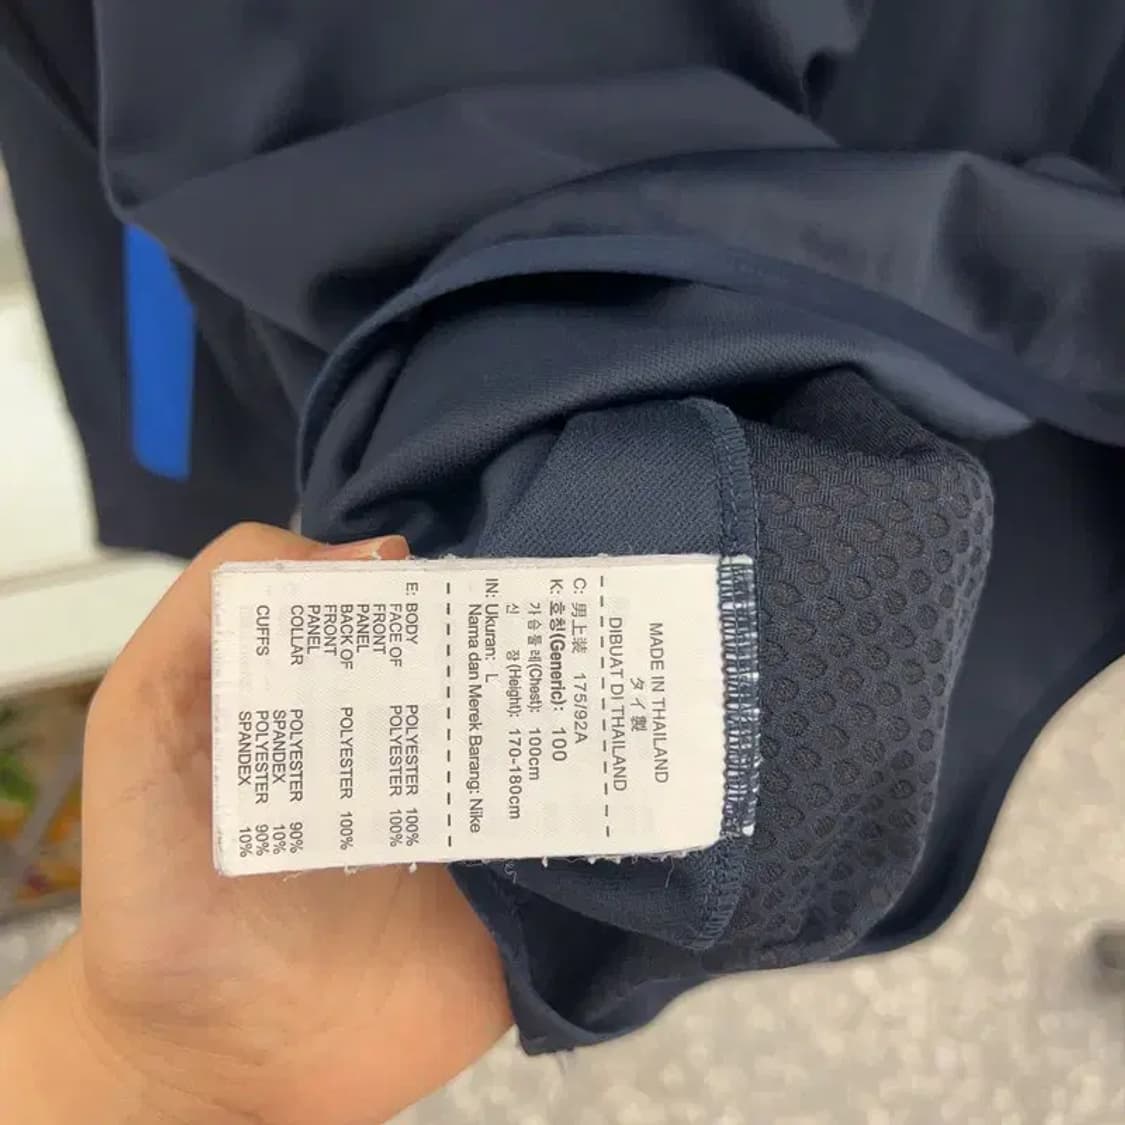 MADE IN THAILAND
タイ製
DIBUAT DI THAILAND
C: 男上装 175/92A
K: 호칭(Generic): 100
가슴둘레(Chest): 100cm
신 장(Height): 170-180cm
IN: Ukuran: L
Nama dan Merek Barang: Nike
E: BODY POLYESTER 100%
FACE OF POLYESTER 100%
FRONT
PANEL
BACK OF POLYESTER 100%
FRONT
PANEL
COLLAR POLYESTER 90%
SPANDEX 10%
CUFFS POLYESTER 90%
SPANDEX 10%